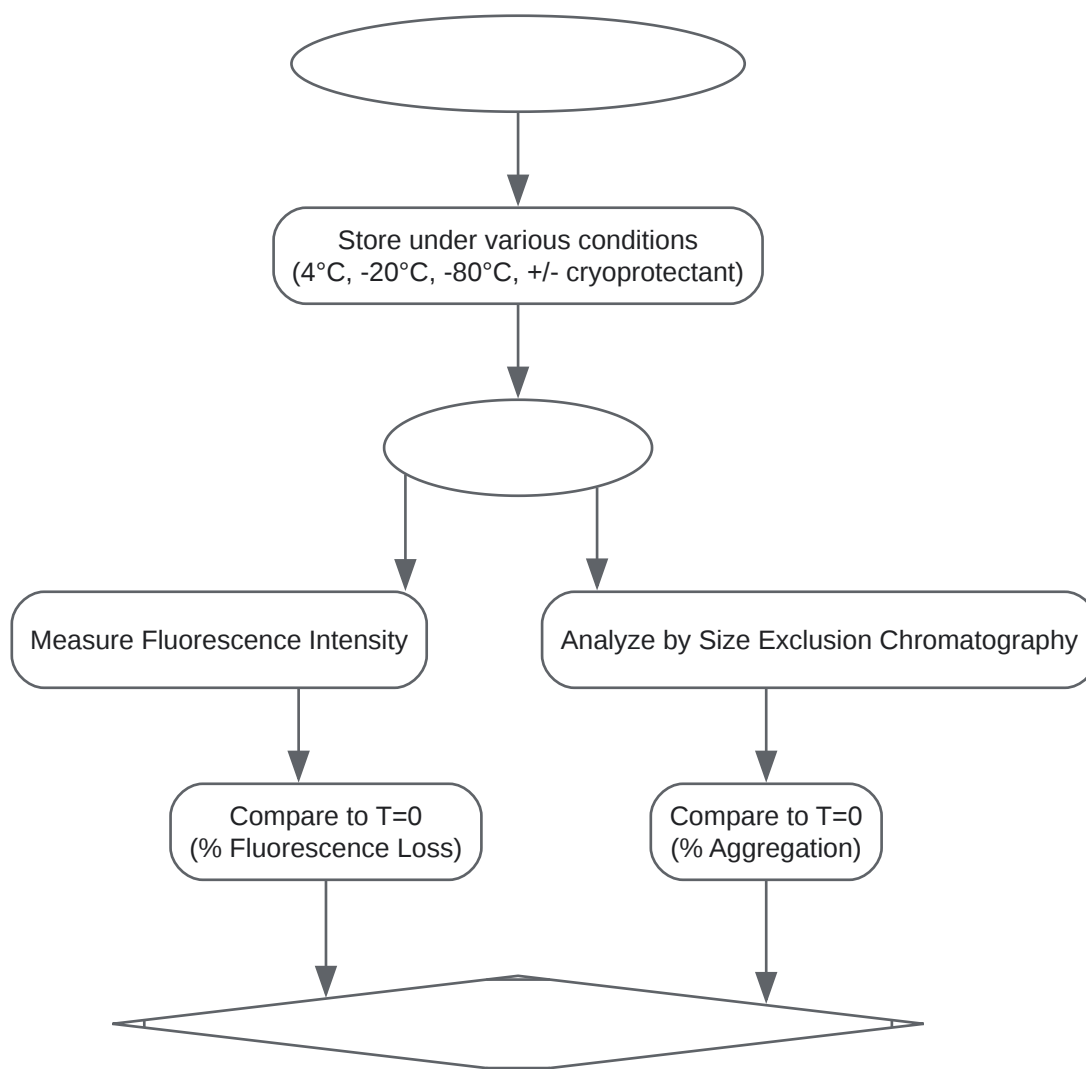 Store under various conditions
(4°C, -20°C, -80°C, +/- cryoprotectant)
Measure Fluorescence Intensity
Analyze by Size Exclusion Chromatography
Compare to T=0
(% Fluorescence Loss)
Compare to T=0
(% Aggregation)